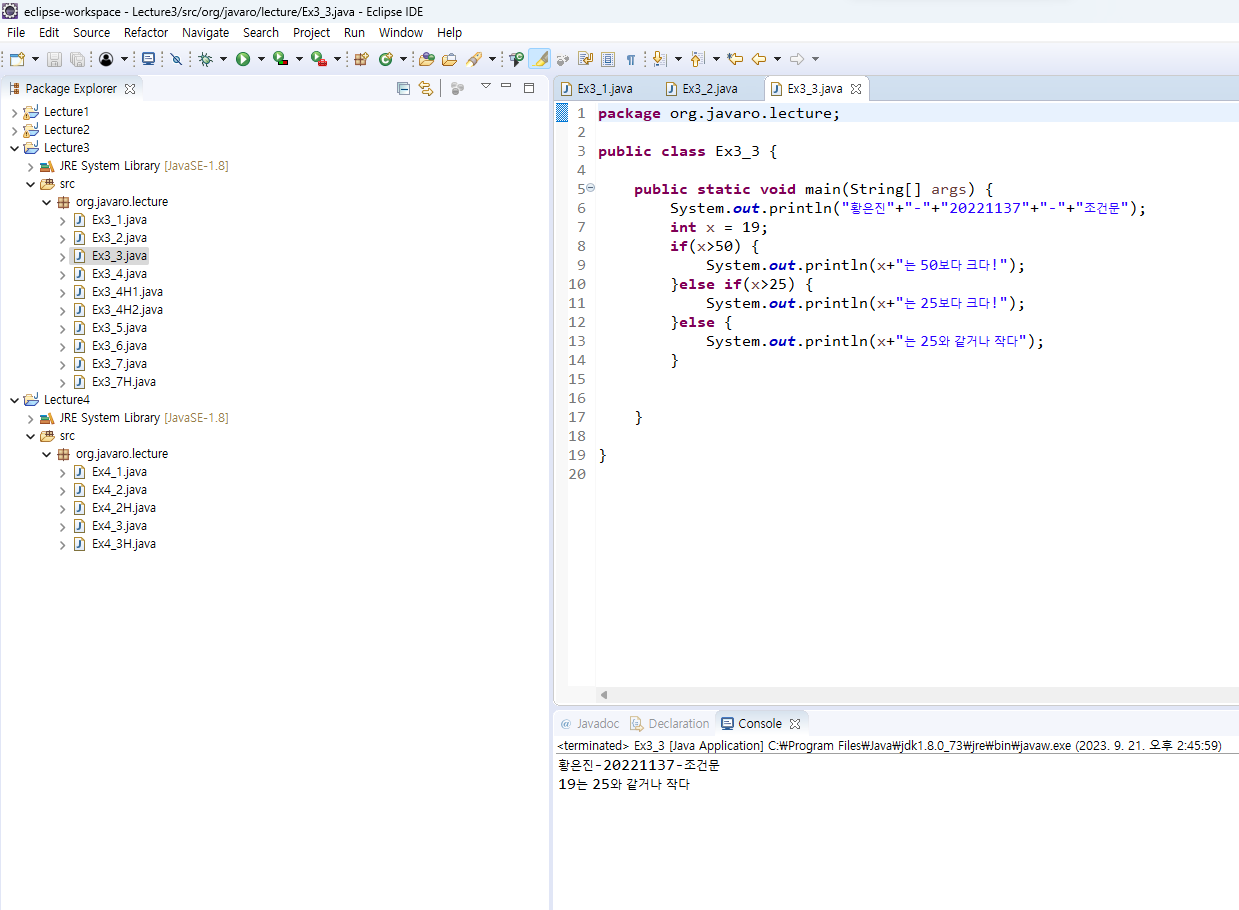 eclipse-workspace - Lecture3/src/org/javaro/lecture/Ex3_3.java - Eclipse IDE
File Edit Source Refactor Navigate Search Project Run Window Help
Package Explorer
Lecture1
Lecture2
Lecture3
JRE System Library [JavaSE-1.8]
src
org.javaro.lecture
Ex3_1.java
Ex3_2.java
Ex3_3.java
Ex3_4.java
Ex3_4H1.java
Ex3_4H2.java
Ex3_5.java
Ex3_6.java
Ex3_7.java
Ex3_7H.java
Lecture4
JRE System Library [JavaSE-1.8]
src
org.javaro.lecture
Ex4_1.java
Ex4_2.java
Ex4_2H.java
Ex4_3.java
Ex4_3H.java
Ex3_1.java Ex3_2.java Ex3_3.java
1 package org.javaro.lecture;
2
3 public class Ex3_3 {
4
5 public static void main(String[] args) {
6 System.out.println("황은진"+"-"+"20221137"+"-"+"조건문");
7 int x = 19;
8 if(x>50) {
9 System.out.println(x+"는 50보다 크다!");
10 }else if(x>25) {
11 System.out.println(x+"는 25보다 크다!");
12 }else {
13 System.out.println(x+"는 25와 같거나 작다");
14 }
15
16
17 }
18
19 }
20
@ Javadoc Declaration Console
<terminated> Ex3_3 [Java Application] C:₩Program Files₩Java₩jdk1.8.0_73₩jre₩bin₩javaw.exe (2023. 9. 21. 오후 2:45:59)
황은진-20221137-조건문
19는 25와 같거나 작다